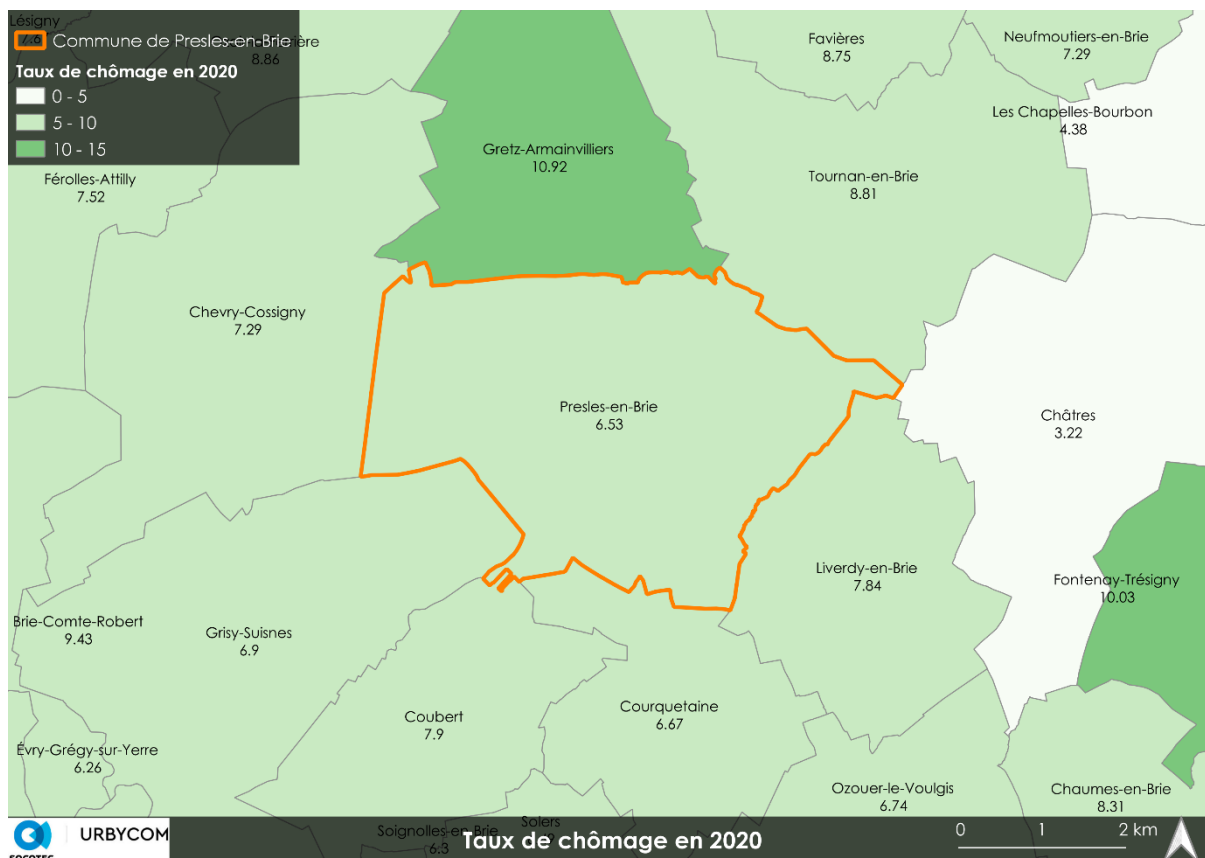 Lésigny
7.6
Commune de Presles-en-Brie
8.86
Taux de chômage en 2020
0 - 5
5 - 10
10 - 15
Favières
8.75
Neufmoutiers-en-Brie
7.29
Les Chapelles-Bourbon
4.38
Gretz-Armainvilliers
10.92
Tournan-en-Brie
8.81
Férolles-Attilly
7.52
Chevry-Cossigny
7.29
Presles-en-Brie
6.53
Châtres
3.22
Liverdy-en-Brie
7.84
Fontenay-Trésigny
10.03
Brie-Comte-Robert
9.43
Grisy-Suisnes
6.9
Coubert
7.9
Courquetaine
6.67
Évry-Grégy-sur-Yerre
6.26
Ozouer-le-Voulgis
6.74
Chaumes-en-Brie
8.31
Soignolles-en-Brie
6.3
Solers
SOCOTEC
URBYCOM
Taux de chômage en 2020
0 1 2 km